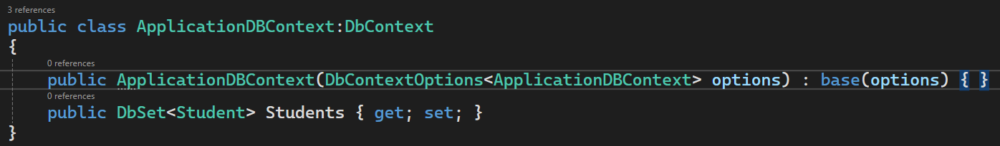 3 references
public class ApplicationDBContext:DbContext
{
0 references
public ApplicationDBContext(DbContextOptions<ApplicationDBContext> options) : base(options) { }
0 references
public DbSet<Student> Students { get; set; }
}